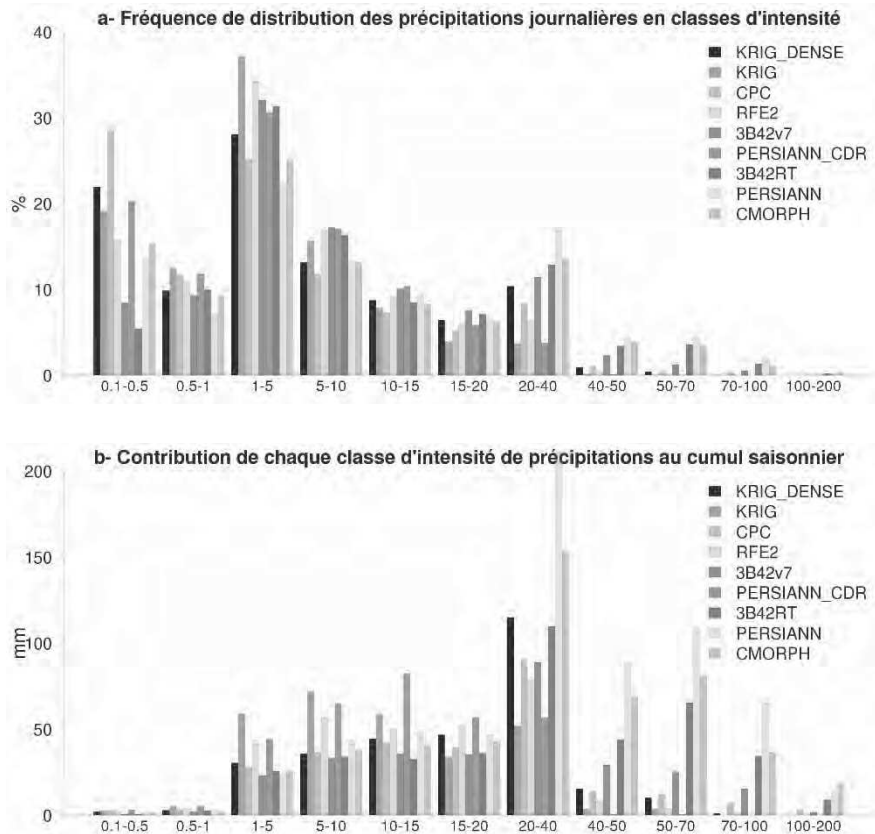 a- Fréquence de distribution des précipitations journalières en classes d'intensité
40
30
20
10
0
%
KRIG_DENSE
KRIG
CPC
RFE2
3B42v7
PERSIANN_CDR
3B42RT
PERSIANN
CMORPH
0.1-0.5 0.5-1 1-5 5-10 10-15 15-20 20-40 40-50 50-70 70-100 100-200
b- Contribution de chaque classe d'intensité de précipitations au cumul saisonnier
200
150
100
50
0
mm
KRIG_DENSE
KRIG
CPC
RFE2
3B42v7
PERSIANN_CDR
3B42RT
PERSIANN
CMORPH
0.1-0.5 0.5-1 1-5 5-10 10-15 15-20 20-40 40-50 50-70 70-100 100-200